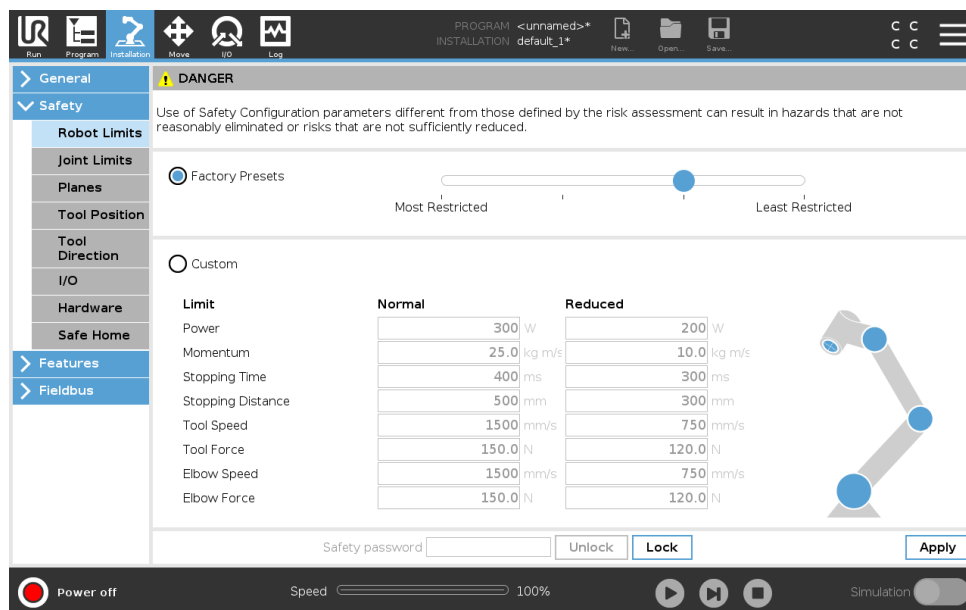 PROGRAM <unnamed>*
INSTALLATION default_1*
C C
C C
Run Program Installation Move I/O Log New... Open... Save...
General
Safety
Robot Limits
Joint Limits
Planes
Tool Position
Tool
Direction
I/O
Hardware
Safe Home
Features
Fieldbus
DANGER
Use of Safety Configuration parameters different from those defined by the risk assessment can result in hazards that are not
reasonably eliminated or risks that are not sufficiently reduced.
Factory Presets
Most Restricted Least Restricted
Custom
Limit Normal Reduced
Power 300 W 200 W
Momentum 25.0 kg m/s 10.0 kg m/s
Stopping Time 400 ms 300 ms
Stopping Distance 500 mm 300 mm
Tool Speed 1500 mm/s 750 mm/s
Tool Force 150.0 N 120.0 N
Elbow Speed 1500 mm/s 750 mm/s
Elbow Force 150.0 N 120.0 N
Safety password Unlock Lock Apply
Power off Speed 100% Simulation